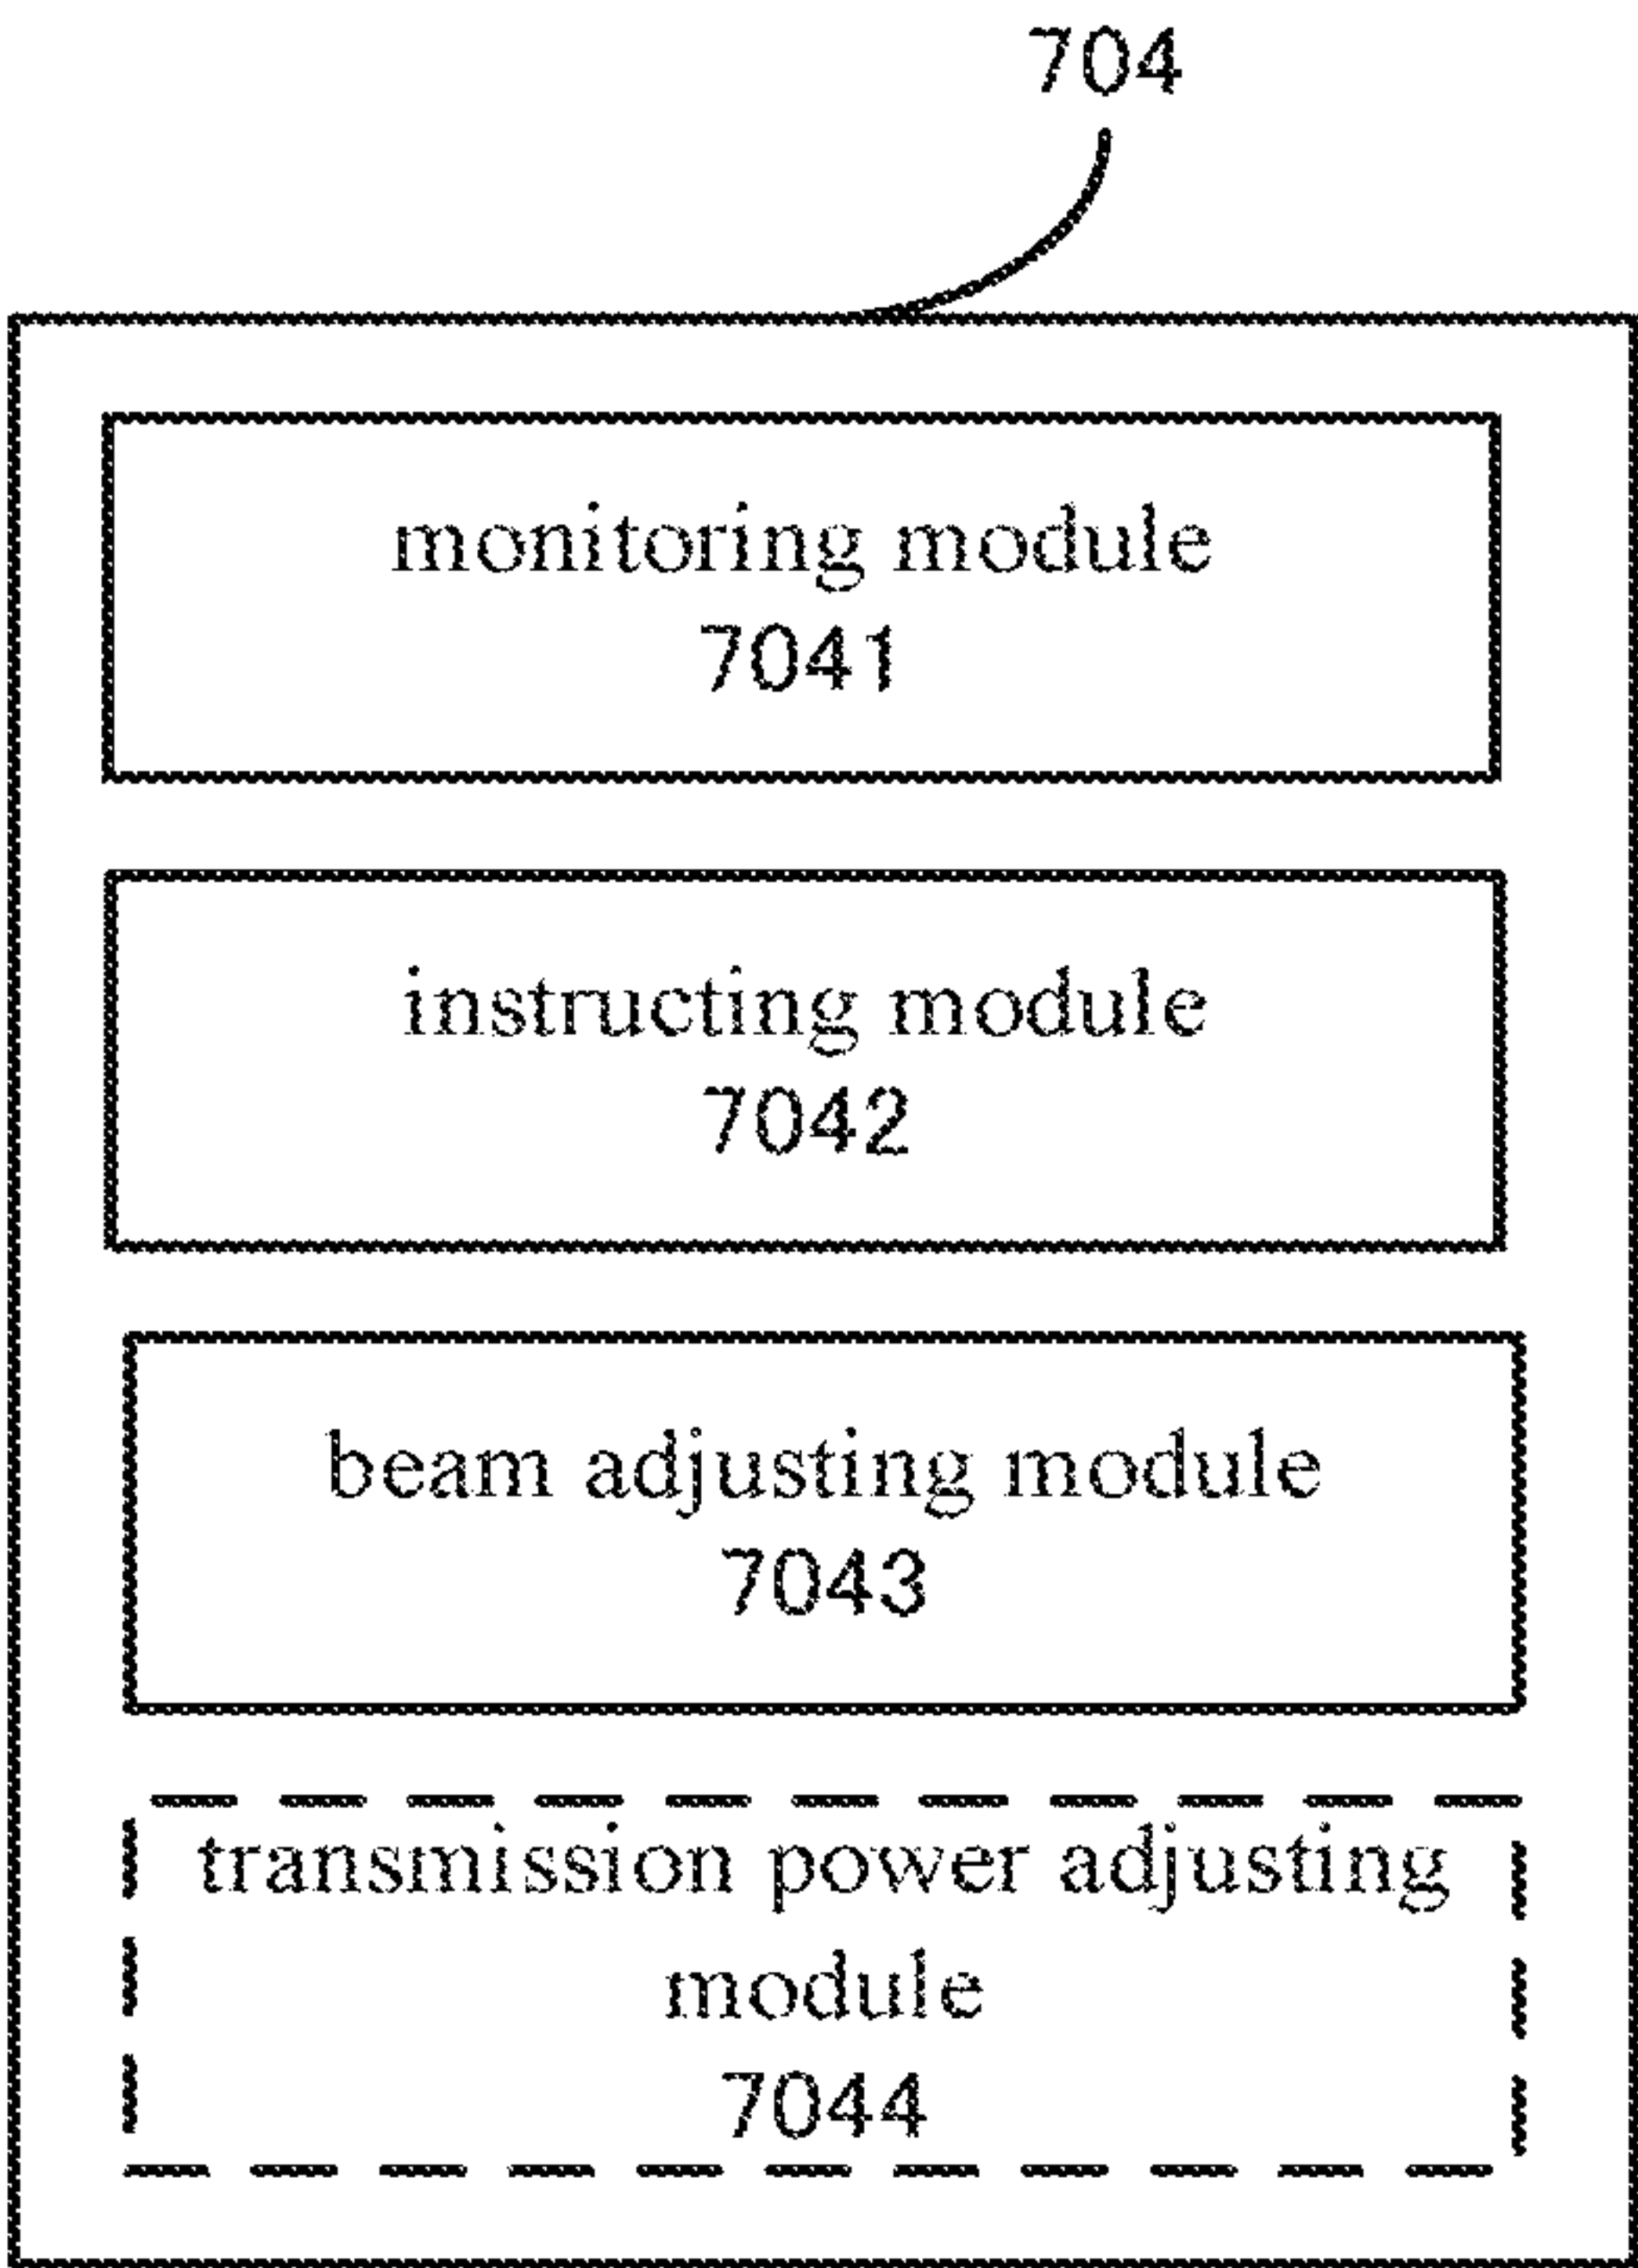 704
monitoring module
7041
instructing module
7042
beam adjusting module
7043
transmission power adjusting
module
7044